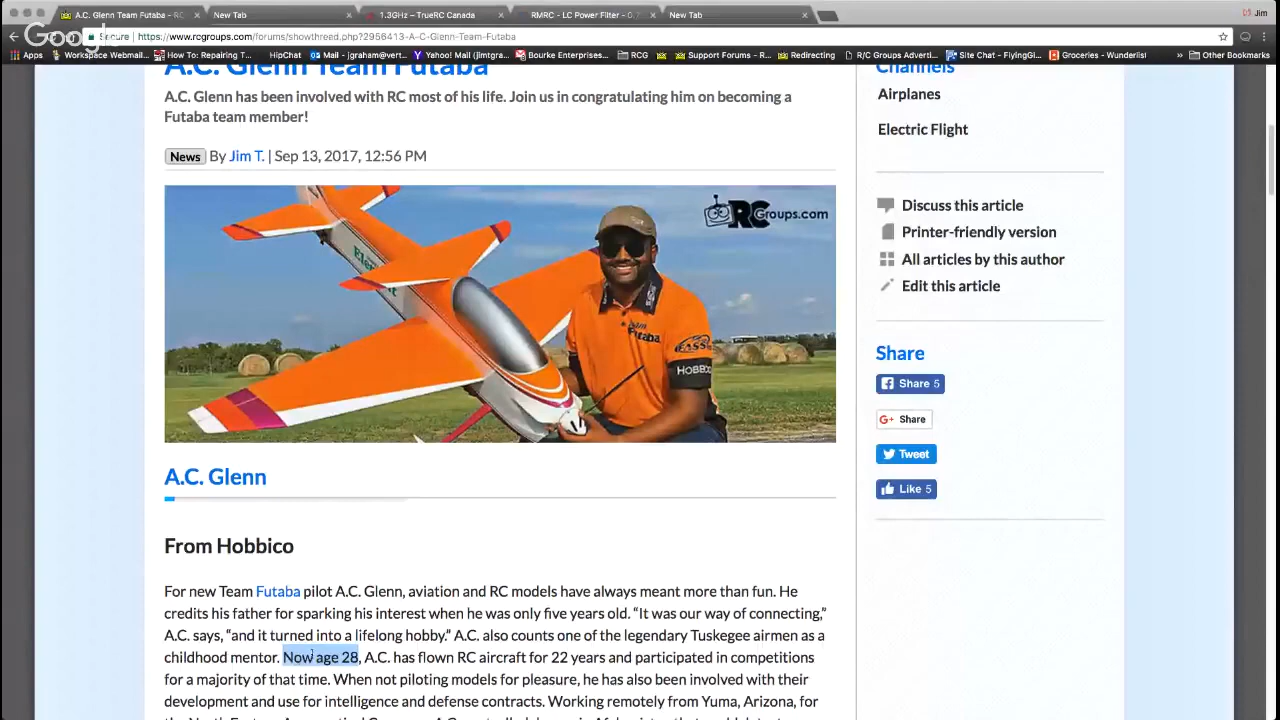 A.C. Glenn Team Futaba - RC
New Tab
1.3GHz – TrueRC Canada
RMRC - LC Power Filter - 0.
New Tab
Jim
Google
Secure
https://www.rcgroups.com/forums/showthread.php?2956413-A-C-Glenn-Team-Futaba
Apps
Workspace Webmail...
How To: Repairing T...
HipChat
Mail - jgraham@vert...
Yahoo! Mail (jimtgra...
Bourke Enterprises...
RCG
Support Forums - R...
Redirecting
R/C Groups Adverti...
Site Chat - FlyingGi...
Groceries - Wunderlist
»
Other Bookmarks
A.C. Glenn Team Futaba
A.C. Glenn has been involved with RC most of his life. Join us in congratulating him on becoming a
Futaba team member!
News By Jim T. | Sep 13, 2017, 12:56 PM
RCGroups.com
Team
Futaba
HOBBICO
A.C. Glenn
From Hobbico
For new Team Futaba pilot A.C. Glenn, aviation and RC models have always meant more than fun. He
credits his father for sparking his interest when he was only five years old. “It was our way of connecting,”
A.C. says, “and it turned into a lifelong hobby.” A.C. also counts one of the legendary Tuskegee airmen as a
childhood mentor. Now age 28, A.C. has flown RC aircraft for 22 years and participated in competitions
for a majority of that time. When not piloting models for pleasure, he has also been involved with their
development and use for intelligence and defense contracts. Working remotely from Yuma, Arizona, for
Channels
Airplanes
Electric Flight
Discuss this article
Printer-friendly version
All articles by this author
Edit this article
Share
Share 5
G+ Share
Tweet
Like 5